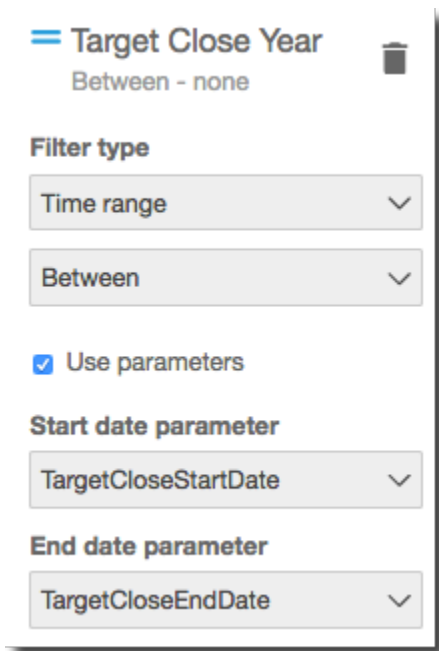 Target Close Year
Between - none
Filter type
Time range
Between
Use parameters
Start date parameter
TargetCloseStartDate
End date parameter
TargetCloseEndDate